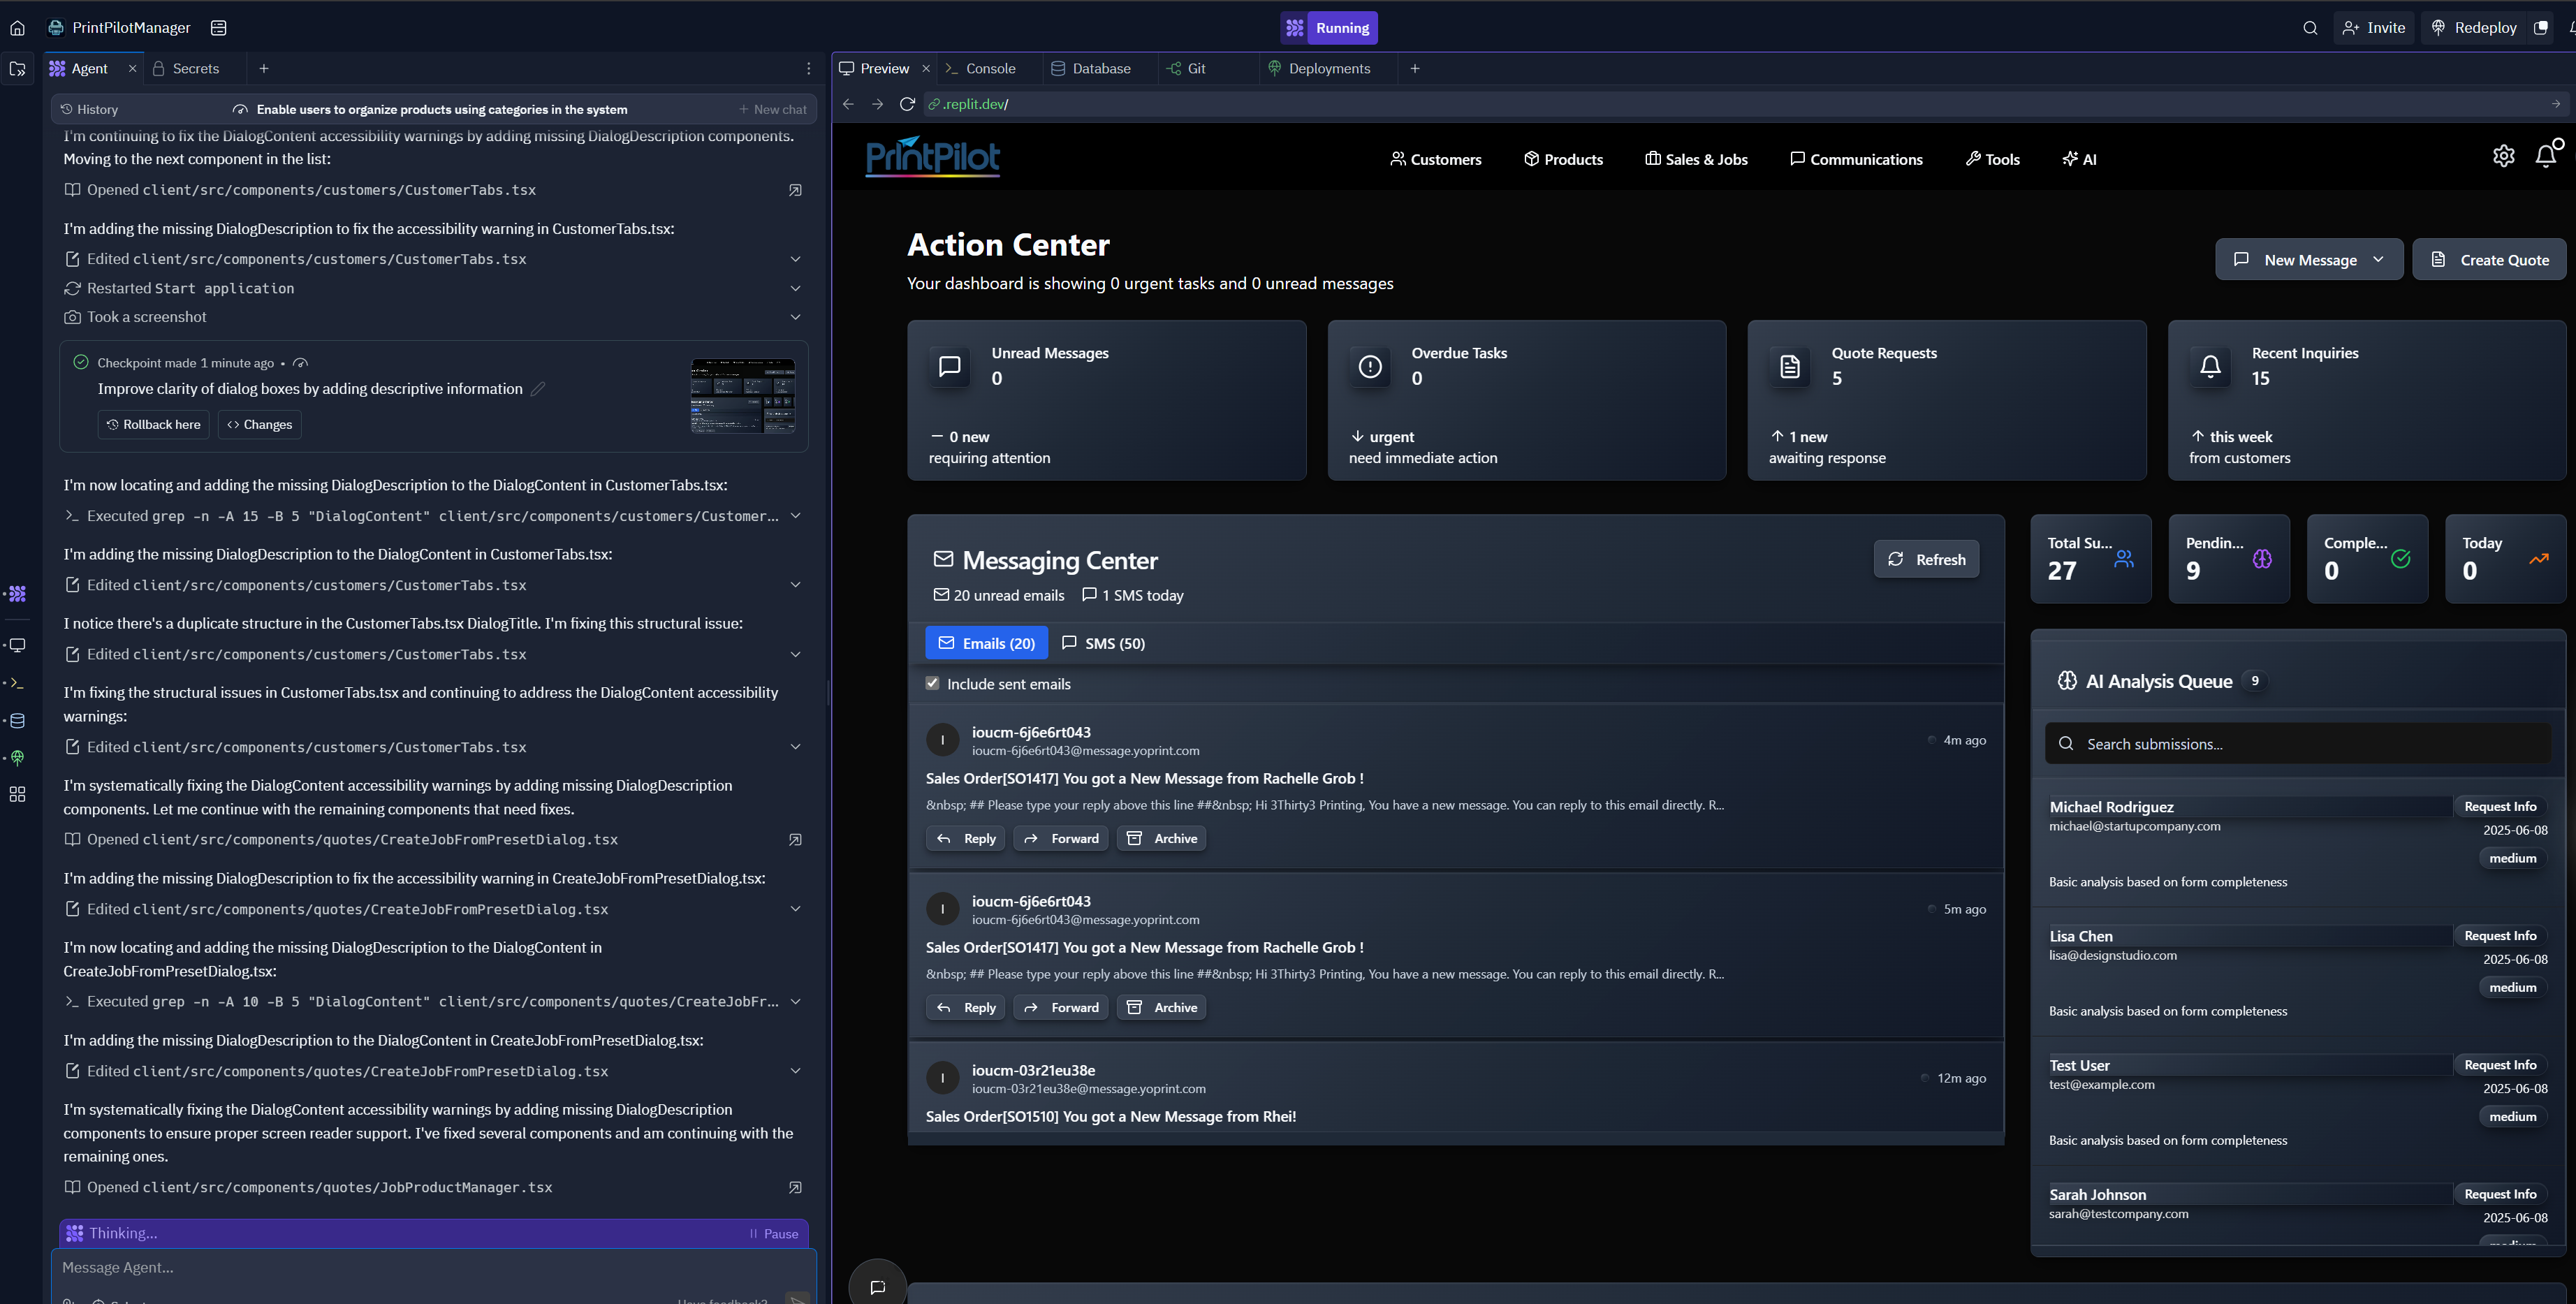 PrintPilotManager
Running
Invite
Redeploy
Agent
Secrets
Preview
Console
Database
Git
Deployments
History
Enable users to organize products using categories in the system
New chat
.replit.dev/
I'm continuing to fix the DialogContent accessibility warnings by adding missing DialogDescription components.
Moving to the next component in the list:
Opened client/src/components/customers/CustomerTabs.tsx
I'm adding the missing DialogDescription to fix the accessibility warning in CustomerTabs.tsx:
Edited client/src/components/customers/CustomerTabs.tsx
Restarted Start application
Took a screenshot
Checkpoint made 1 minute ago •
Improve clarity of dialog boxes by adding descriptive information
Rollback here
Changes
I'm now locating and adding the missing DialogDescription to the DialogContent in CustomerTabs.tsx:
Executed grep -n -A 15 -B 5 "DialogContent" client/src/components/customers/Customer...
I'm adding the missing DialogDescription to the DialogContent in CustomerTabs.tsx:
Edited client/src/components/customers/CustomerTabs.tsx
I notice there's a duplicate structure in the CustomerTabs.tsx DialogTitle. I'm fixing this structural issue:
Edited client/src/components/customers/CustomerTabs.tsx
I'm fixing the structural issues in CustomerTabs.tsx and continuing to address the DialogContent accessibility
warnings:
Edited client/src/components/customers/CustomerTabs.tsx
I'm systematically fixing the DialogContent accessibility warnings by adding missing DialogDescription
components. Let me continue with the remaining components that need fixes.
Opened client/src/components/quotes/CreateJobFromPresetDialog.tsx
I'm adding the missing DialogDescription to fix the accessibility warning in CreateJobFromPresetDialog.tsx:
Edited client/src/components/quotes/CreateJobFromPresetDialog.tsx
I'm now locating and adding the missing DialogDescription to the DialogContent in
CreateJobFromPresetDialog.tsx:
Executed grep -n -A 10 -B 5 "DialogContent" client/src/components/quotes/CreateJobFr...
I'm adding the missing DialogDescription to the DialogContent in CreateJobFromPresetDialog.tsx:
Edited client/src/components/quotes/CreateJobFromPresetDialog.tsx
I'm systematically fixing the DialogContent accessibility warnings by adding missing DialogDescription
components to ensure proper screen reader support. I've fixed several components and am continuing with the
remaining ones.
Opened client/src/components/quotes/JobProductManager.tsx
Thinking...
Pause
Message Agent...
PrintPilot
Customers
Products
Sales & Jobs
Communications
Tools
AI
Action Center
Your dashboard is showing 0 urgent tasks and 0 unread messages
New Message
Create Quote
Unread Messages
0
0 new
requiring attention
Overdue Tasks
0
urgent
need immediate action
Quote Requests
5
1 new
awaiting response
Recent Inquiries
15
this week
from customers
Messaging Center
Refresh
20 unread emails
1 SMS today
Emails (20)
SMS (50)
Include sent emails
I
ioucm-6j6e6rt043
ioucm-6j6e6rt043@message.yoprint.com
4m ago
Sales Order[SO1417] You got a New Message from Rachelle Grob !
&nbsp; ## Please type your reply above this line ##&nbsp; Hi 3Thirty3 Printing, You have a new message. You can reply to this email directly. R...
Reply
Forward
Archive
I
ioucm-6j6e6rt043
ioucm-6j6e6rt043@message.yoprint.com
5m ago
Sales Order[SO1417] You got a New Message from Rachelle Grob !
&nbsp; ## Please type your reply above this line ##&nbsp; Hi 3Thirty3 Printing, You have a new message. You can reply to this email directly. R...
Reply
Forward
Archive
I
ioucm-03r21eu38e
ioucm-03r21eu38e@message.yoprint.com
12m ago
Sales Order[SO1510] You got a New Message from Rhei!
Total Su...
27
Pendin...
9
Comple...
0
Today
0
AI Analysis Queue 9
Search submissions...
Michael Rodriguez
Request Info
michael@startupcompany.com
2025-06-08
medium
Basic analysis based on form completeness
Lisa Chen
Request Info
lisa@designstudio.com
2025-06-08
medium
Basic analysis based on form completeness
Test User
Request Info
test@example.com
2025-06-08
medium
Basic analysis based on form completeness
Sarah Johnson
Request Info
sarah@testcompany.com
2025-06-08
medium